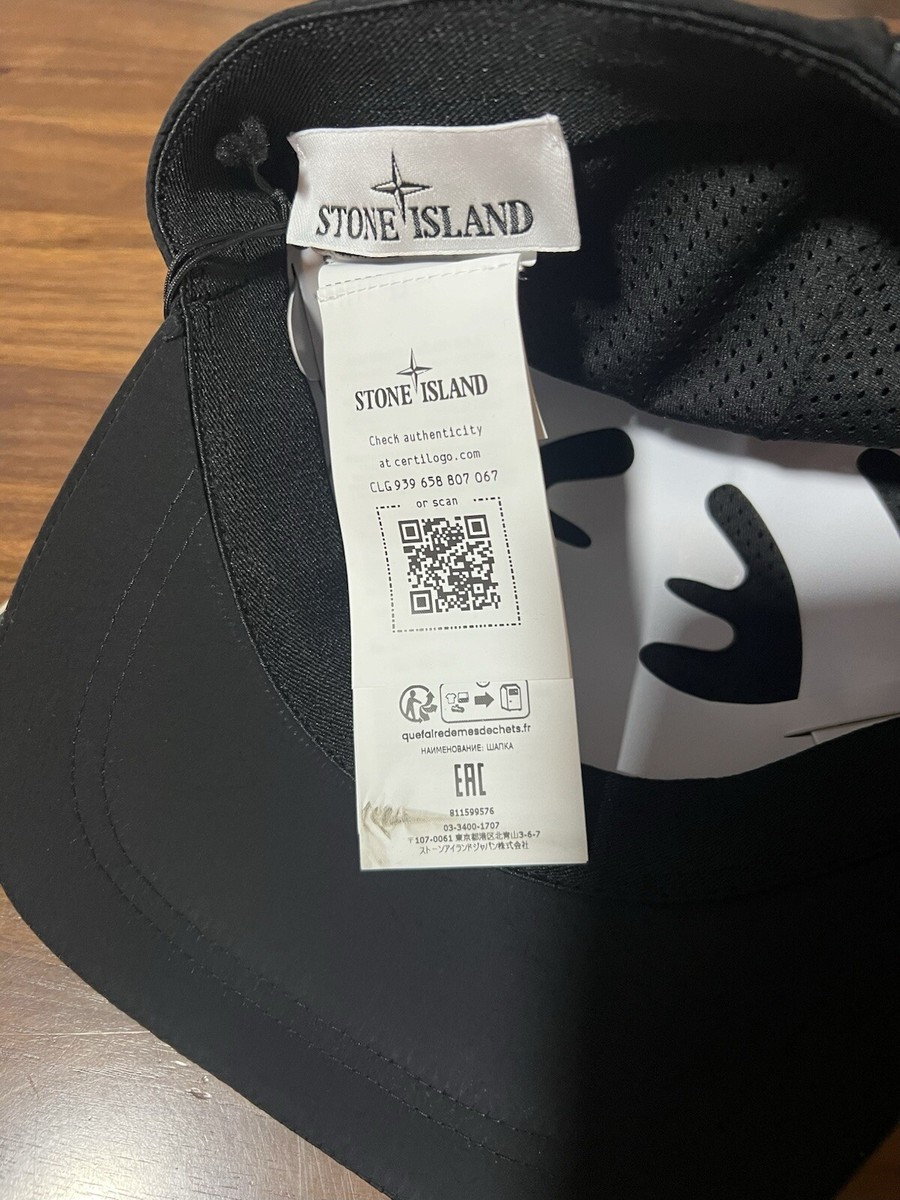 STONE ISLAND
STONE ISLAND
Check authenticity
at certilogo.com
CLG 939 658 807 067
or scan
quefairedemesdechets.fr
НАИМЕНОВАНИЕ: ШАПКА
EAC
811599576
03-3400-1707
〒107-0061 東京都港区北青山3-6-7
ストーンアイランドジャパン株式会社